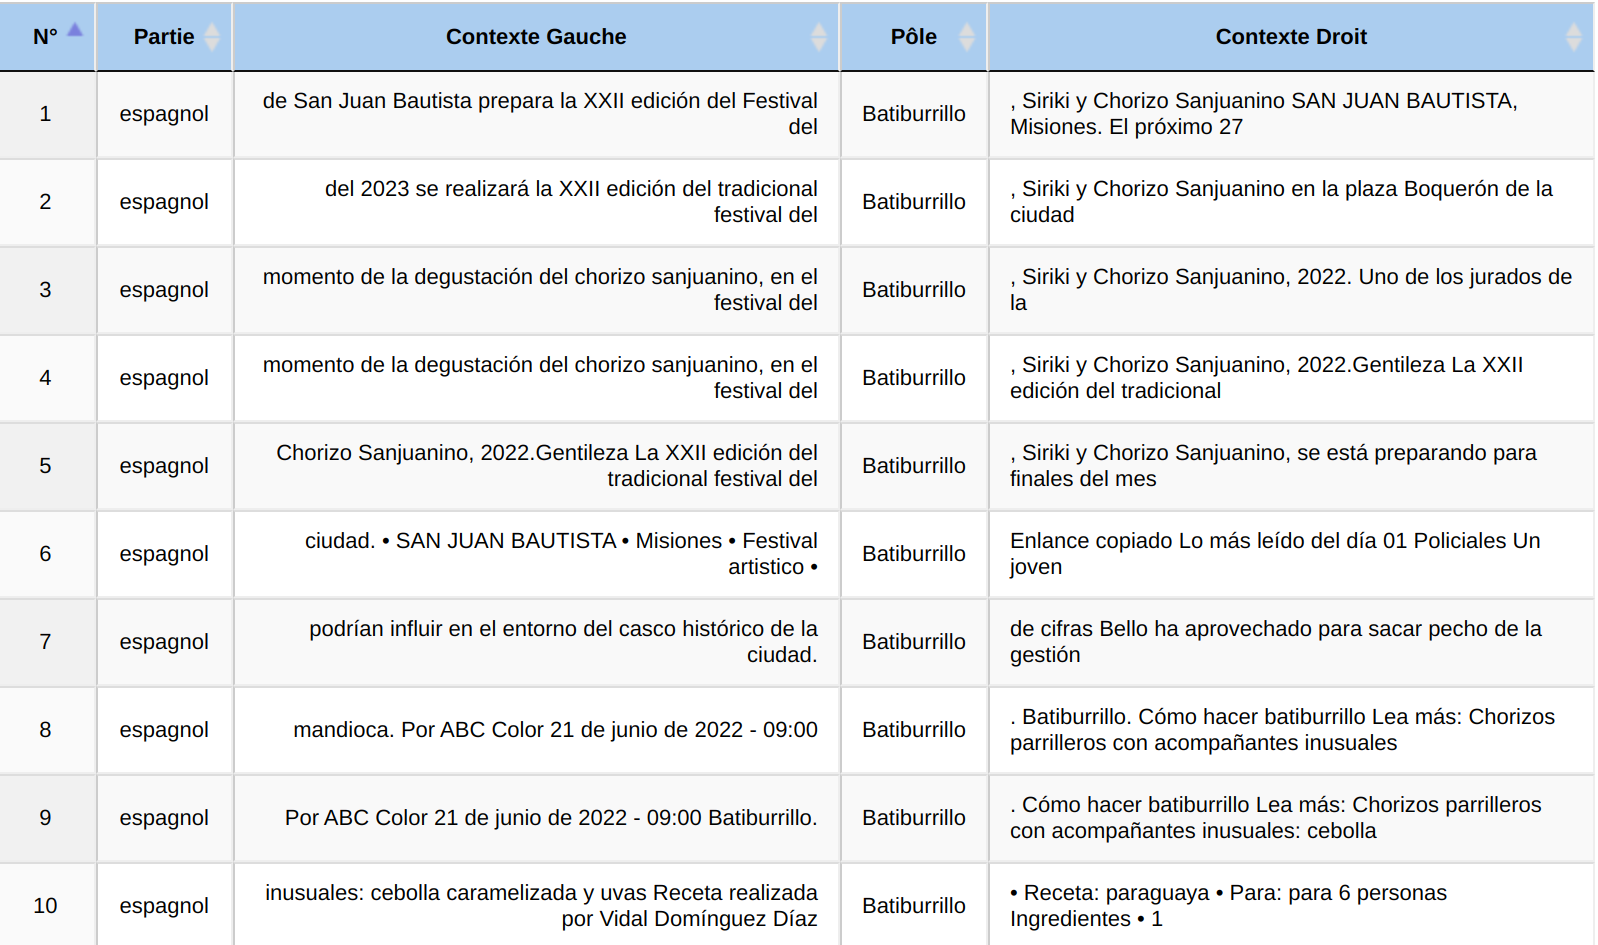 N° Partie Contexte Gauche Pôle Contexte Droit
1 espagnol de San Juan Bautista prepara la XXII edición del Festival Batiburrillo , Siriki y Chorizo Sanjuanino SAN JUAN BAUTISTA,
del Misiones. El próximo 27
2 espagnol del 2023 se realizará la XXII edición del tradicional Batiburrillo , Siriki y Chorizo Sanjuanino en la plaza Boquerón de la
festival del ciudad
3 espagnol momento de la degustación del chorizo sanjuanino, en el Batiburrillo , Siriki y Chorizo Sanjuanino, 2022. Uno de los jurados de
festival del la
4 espagnol momento de la degustación del chorizo sanjuanino, en el Batiburrillo , Siriki y Chorizo Sanjuanino, 2022.Gentileza La XXII
festival del edición del tradicional
5 espagnol Chorizo Sanjuanino, 2022.Gentileza La XXII edición del Batiburrillo , Siriki y Chorizo Sanjuanino, se está preparando para
tradicional festival del finales del mes
6 espagnol ciudad. • SAN JUAN BAUTISTA • Misiones • Festival Batiburrillo Enlance copiado Lo más leído del día 01 Policiales Un
artistico • joven
7 espagnol podrían influir en el entorno del casco histórico de la Batiburrillo de cifras Bello ha aprovechado para sacar pecho de la
ciudad. gestión
8 espagnol mandioca. Por ABC Color 21 de junio de 2022 - 09:00 Batiburrillo . Batiburrillo. Cómo hacer batiburrillo Lea más: Chorizos
parrilleros con acompañantes inusuales
9 espagnol Por ABC Color 21 de junio de 2022 - 09:00 Batiburrillo. Batiburrillo . Cómo hacer batiburrillo Lea más: Chorizos parrilleros
con acompañantes inusuales: cebolla
10 espagnol inusuales: cebolla caramelizada y uvas Receta realizada Batiburrillo • Receta: paraguaya • Para: para 6 personas
por Vidal Domínguez Díaz Ingredientes • 1